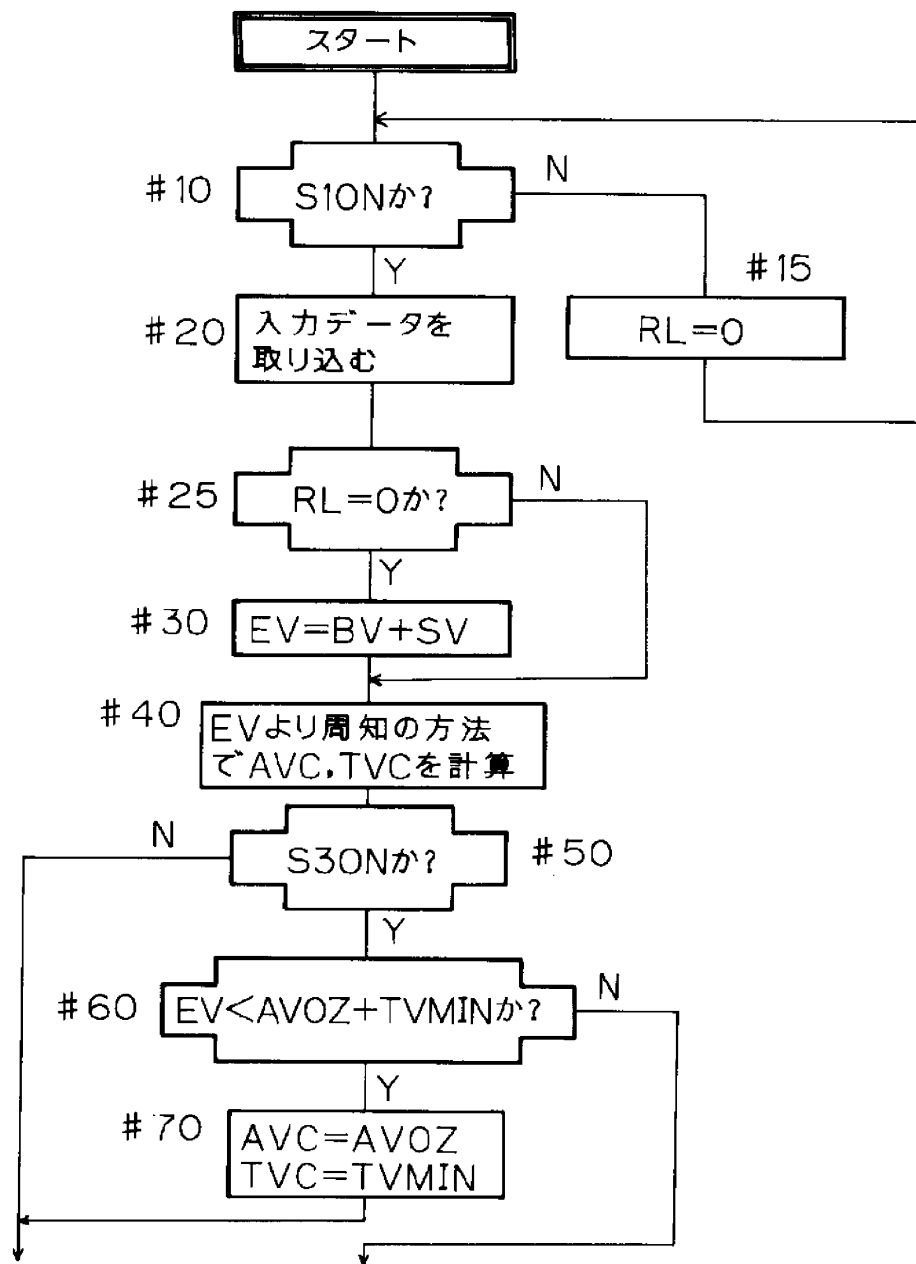 スタート
#10
S1ONか?
N
Y
#15
RL=0
#20
入力データを
取り込む
#25
RL=0か?
N
Y
#30
EV=BV+SV
#40
EVより周知の方法
でAVC,TVCを計算
N
S3ONか?
#50
Y
#60
EV<AVOZ+TVMINか?
N
Y
#70
AVC=AVOZ
TVC=TVMIN